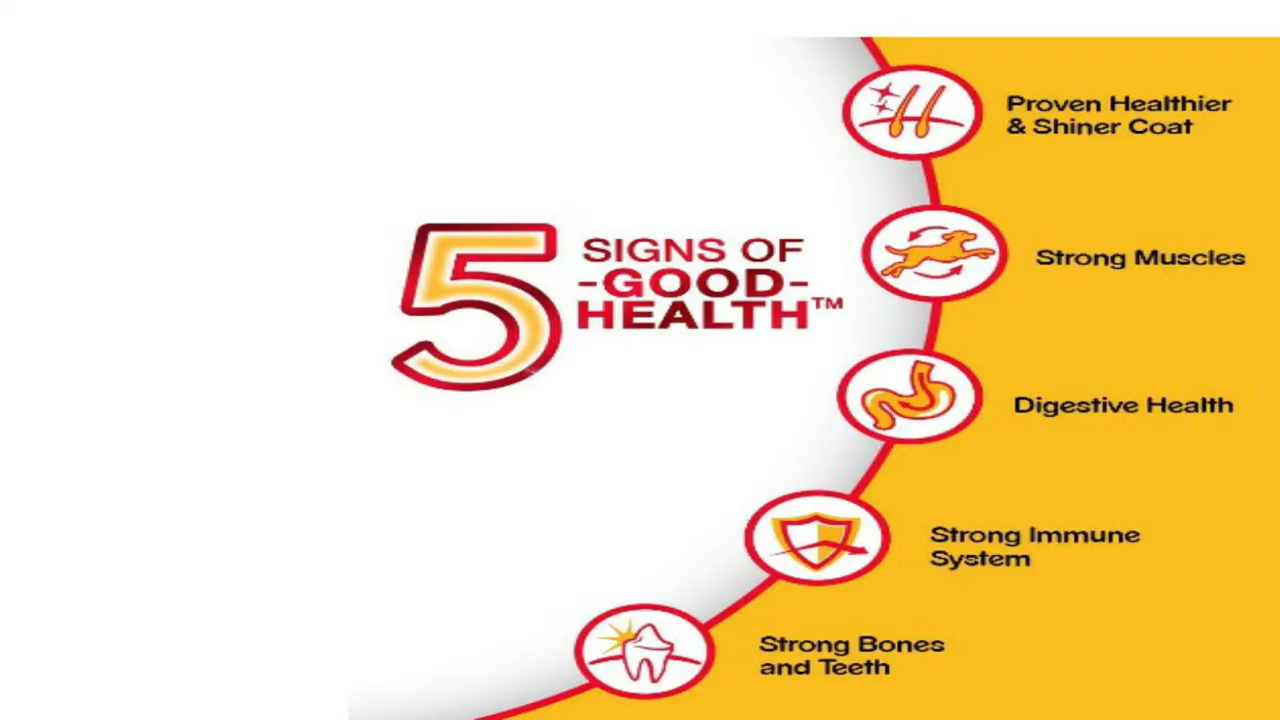 5
SIGNS OF
-GOOD-
HEALTH™
Proven Healthier
& Shiner Coat
Strong Muscles
Digestive Health
Strong Immune
System
Strong Bones
and Teeth